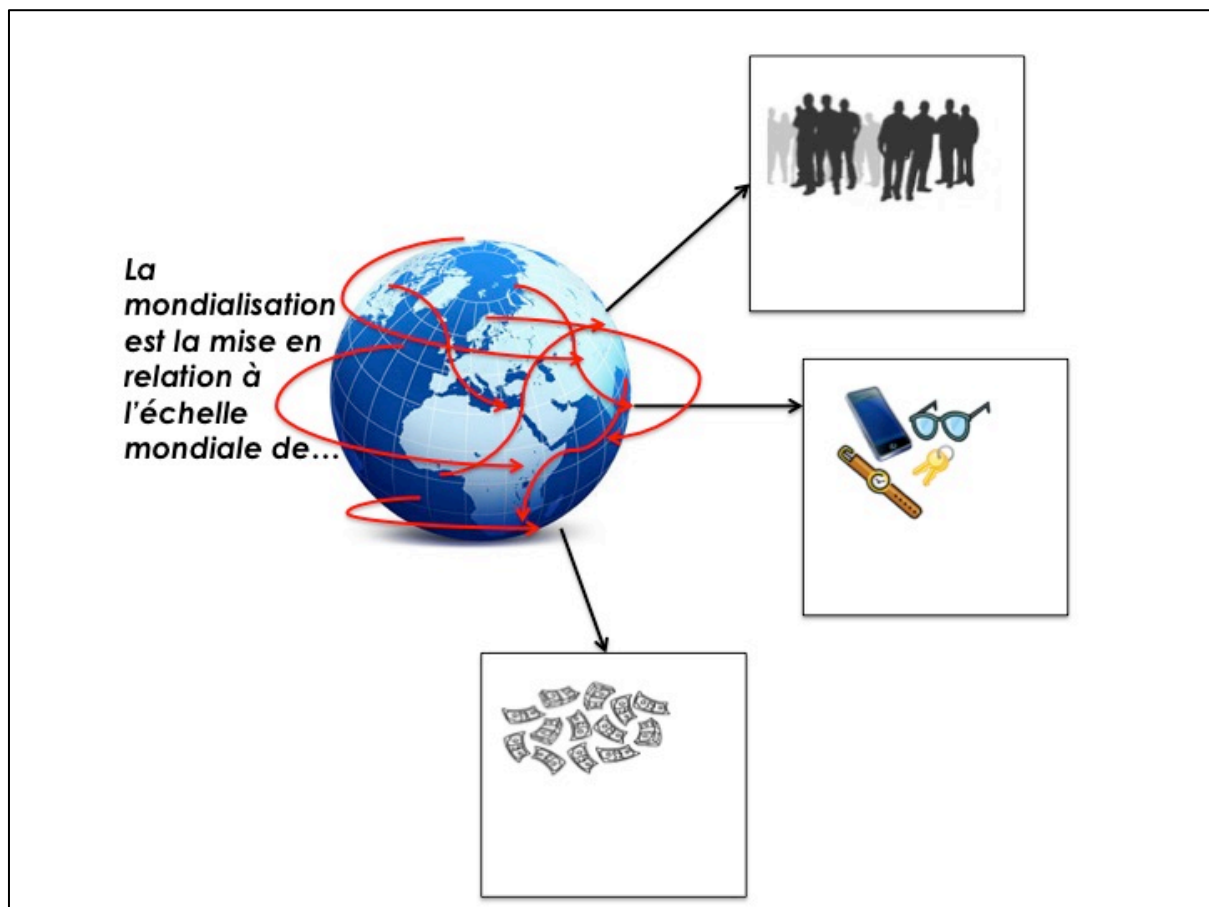 La
mondialisation
est la mise en
relation à
l’échelle
mondiale de…